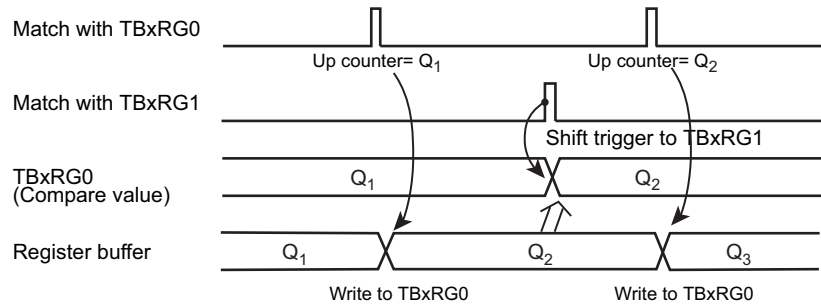 Match with TBxRG0
Up counter= Q1
Up counter= Q2
Match with TBxRG1
Shift trigger to TBxRG1
TBxRG0
(Compare value)
Q1
Q2
Register buffer
Q1
Q2
Q3
Write to TBxRG0
Write to TBxRG0